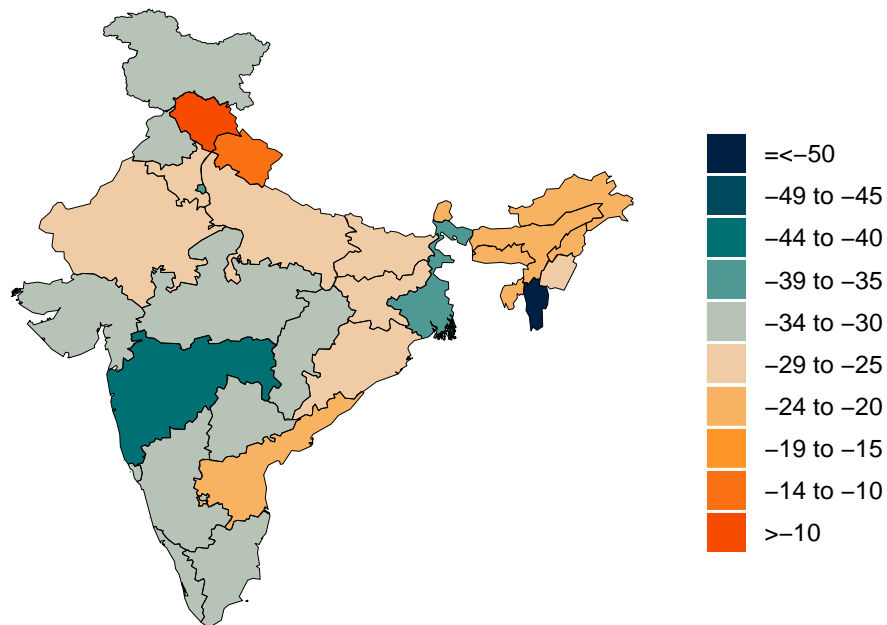 =<−50
−49 to −45
−44 to −40
−39 to −35
−34 to −30
−29 to −25
−24 to −20
−19 to −15
−14 to −10
>−10